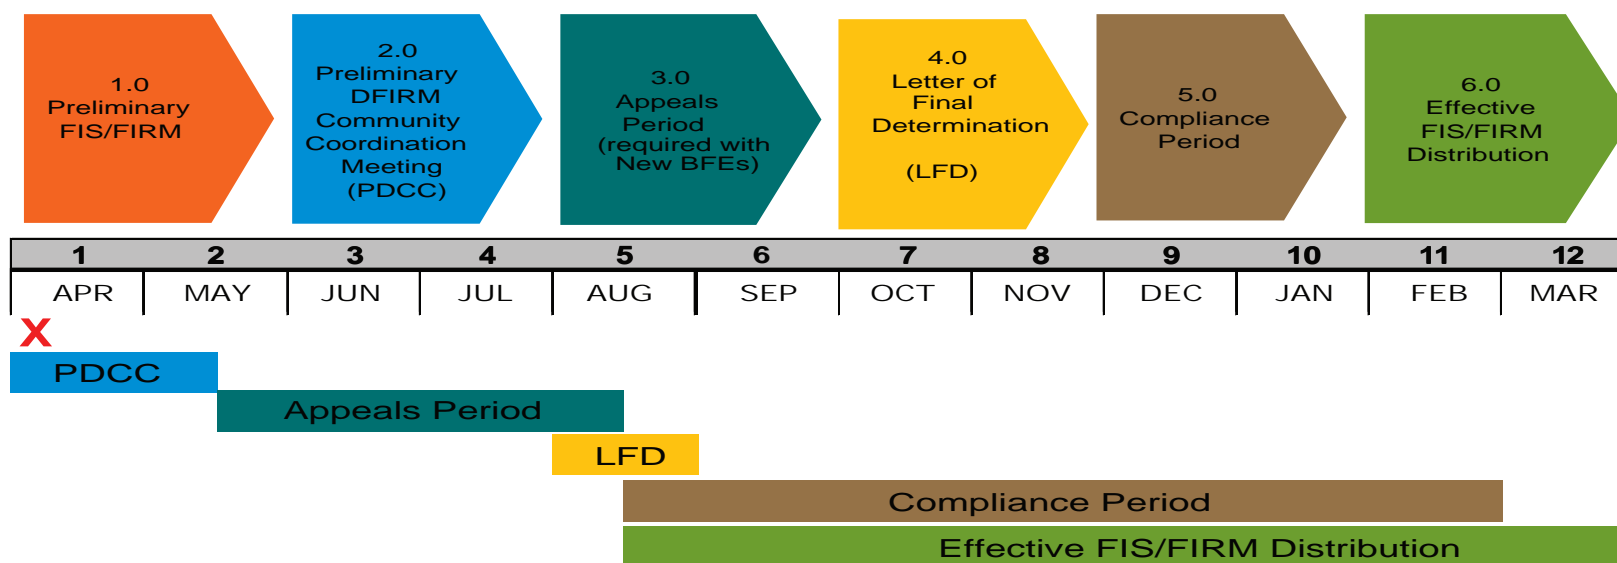 1.0
Preliminary
FIS/FIRM
2.0
Preliminary
DFIRM
Community
Coordination
Meeting
(PDCC)
3.0
Appeals
Period
(required with
New BFEs)
4.0
Letter of
Final
Determination
(LFD)
5.0
Compliance
Period
6.0
Effective
FIS/FIRM
Distribution
1 2 3 4 5 6 7 8 9 10 11 12
APR MAY JUN JUL AUG SEP OCT NOV DEC JAN FEB MAR
X
PDCC
Appeals Period
LFD
Compliance Period
Effective FIS/FIRM Distribution